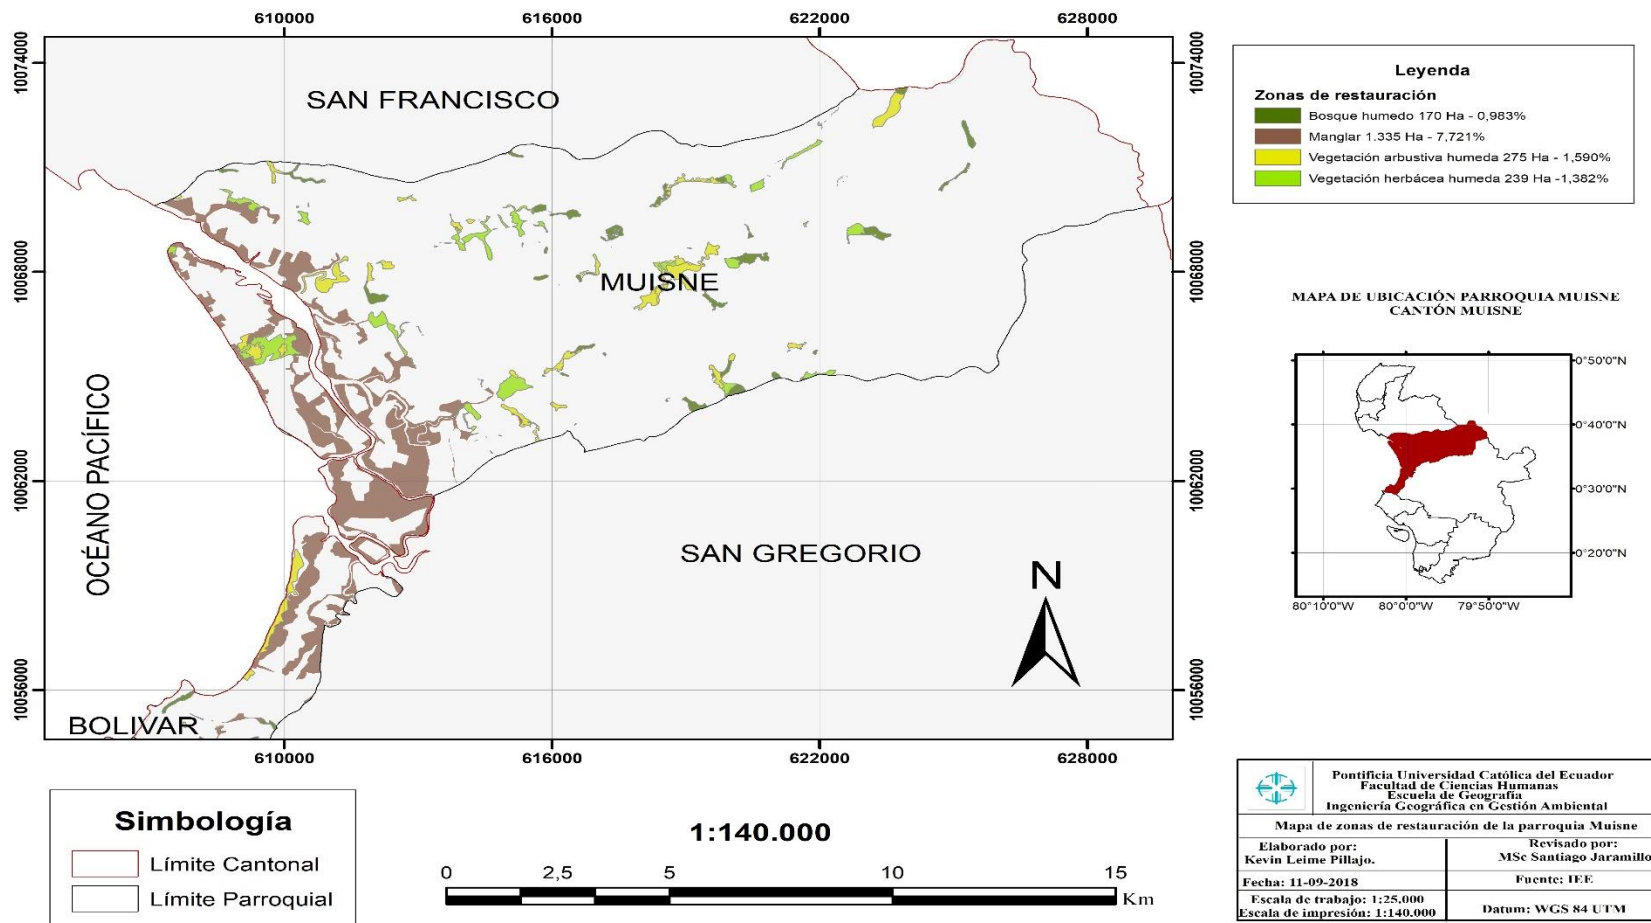 610000
616000
622000
628000
10074000
10074000
SAN FRANCISCO
10068000
10068000
MUISNE
OCÉANO PACÍFICO
10062000
10062000
SAN GREGORIO
N
10056000
10056000
BOLIVAR
610000
616000
622000
628000
Leyenda
Zonas de restauración
Bosque humedo 170 Ha - 0,983%
Manglar 1.335 Ha - 7,721%
Vegetación arbustiva humeda 275 Ha - 1,590%
Vegetación herbácea humeda 239 Ha -1,382%
MAPA DE UBICACIÓN PARROQUIA MUISNE
CANTÓN MUISNE
0°50'0"N
0°40'0"N
0°30'0"N
0°20'0"N
80°10'0"W
80°0'0"W
79°50'0"W
Simbología
Límite Cantonal
Límite Parroquial
1:140.000
0
2,5
5
10
15
Km
Pontificia Universidad Católica del Ecuador
Facultad de Ciencias Humanas
Escuela de Geografía
Ingeniería Geográfica en Gestión Ambiental
Mapa de zonas de restauración de la parroquia Muisne
Elaborado por:
Kevin Leime Pillajo.
Revisado por:
MSc Santiago Jaramillo
Fecha: 11-09-2018
Fuente: IEE
Escala de trabajo: 1:25.000
Escala de impresión: 1:140.000
Datum: WGS 84 UTM